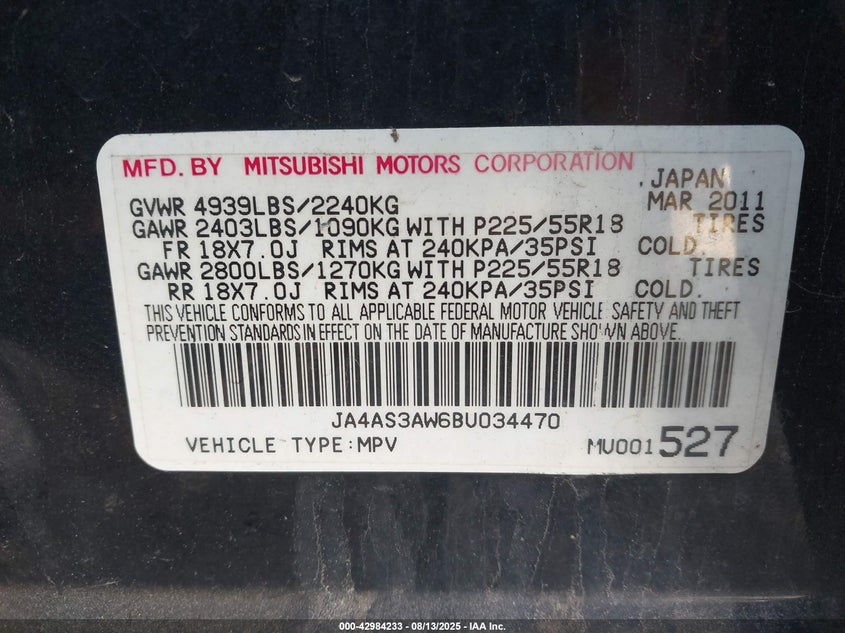 MFD. BY MITSUBISHI MOTORS CORPORATION JAPAN
GVWR 4939LBS/2240KG MAR 2011
GAWR 2403LBS/1090KG WITH P225/55R18 TIRES
FR 18X7.0J RIMS AT 240KPA/35PSI COLD.
GAWR 2800LBS/1270KG WITH P225/55R18 TIRES
RR 18X7.0J RIMS AT 240KPA/35PSI COLD.
THIS VEHICLE CONFORMS TO ALL APPLICABLE FEDERAL MOTOR VEHICLE SAFETY AND THEFT
PREVENTION STANDARDS IN EFFECT ON THE DATE OF MANUFACTURE SHOWN ABOVE.
JA4AS3AW6BU034470
VEHICLE TYPE:MPV MU001527
000-42984233 - 08/13/2025 - IAA Inc.